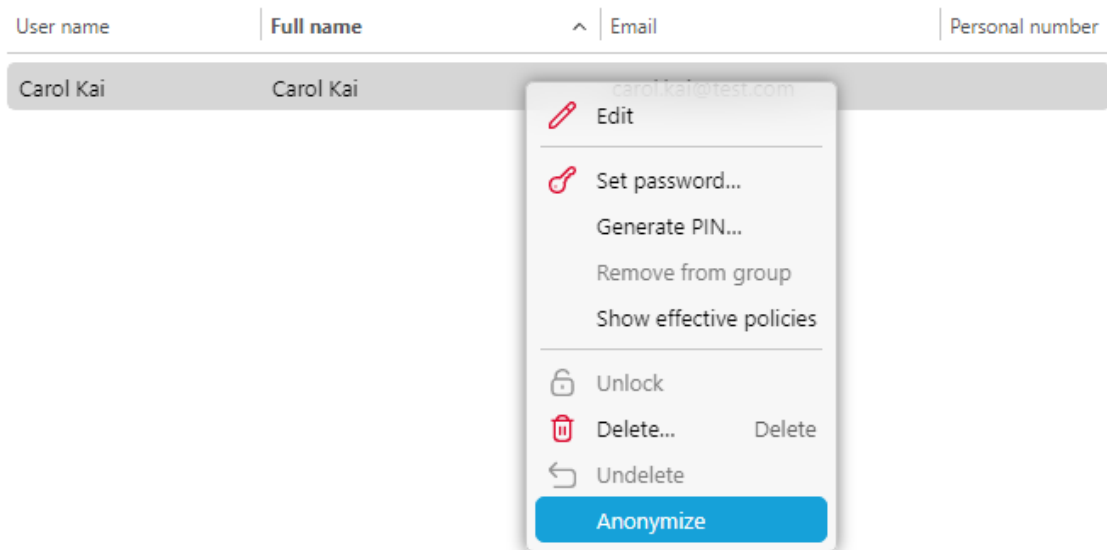 User name Full name Email Personal number
Carol Kai Carol Kai carol.kai@test.com
Edit
Set password...
Generate PIN...
Remove from group
Show effective policies
Unlock
Delete... Delete
Undelete
Anonymize